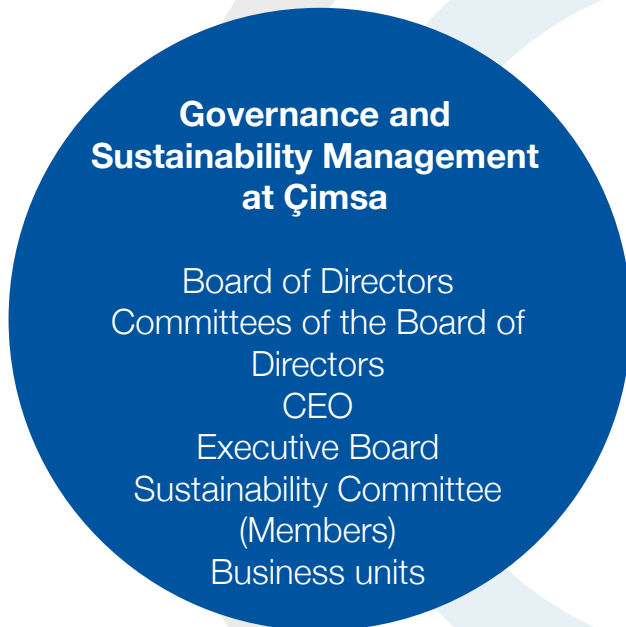 Governance and
Sustainability Management
at Çimsa
Board of Directors
Committees of the Board of
Directors
CEO
Executive Board
Sustainability Committee
(Members)
Business units